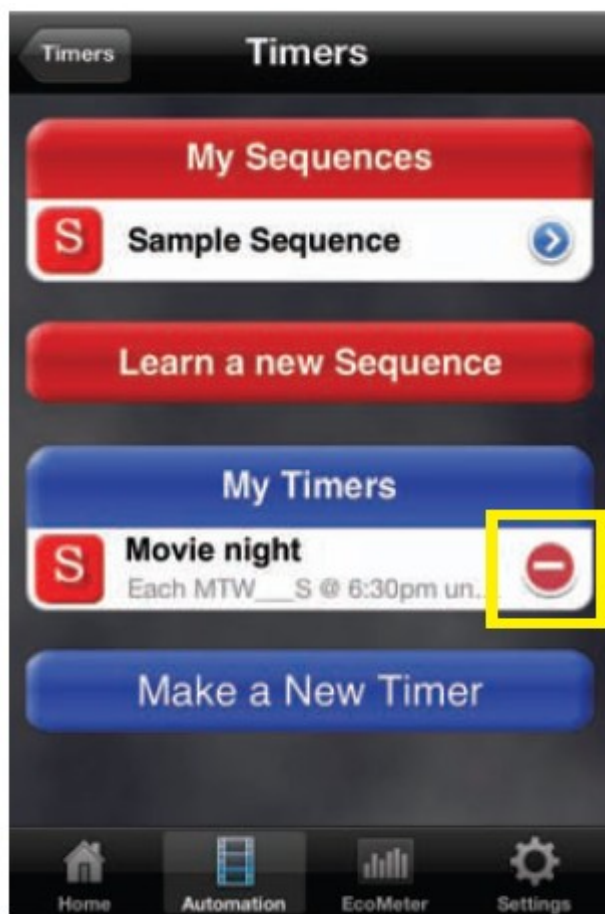 Timers
Timers
My Sequences
S
Sample Sequence
Learn a new Sequence
My Timers
S
Movie night
Each MTW___S @ 6:30pm un...
Make a New Timer
Home
Automation
EcoMeter
Settings